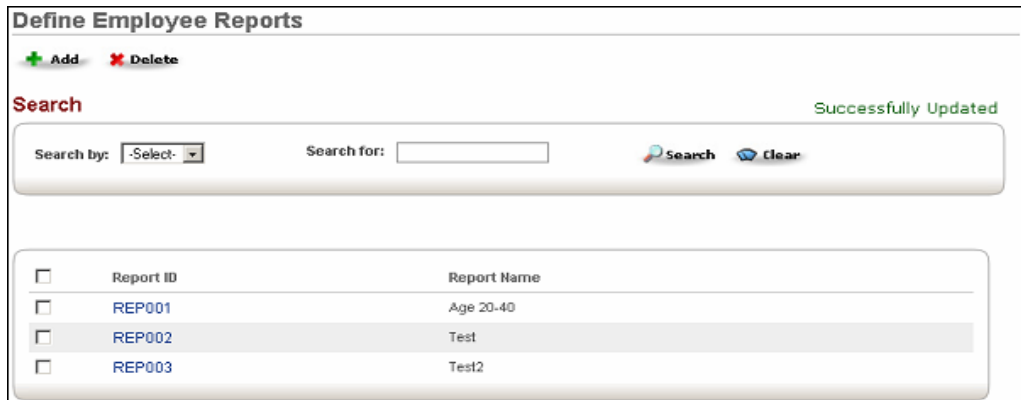 Define Employee Reports
Add Delete
Search
Successfully Updated
Search by: -Select- Search for: Search Clear
Report ID Report Name
REP001 Age 20-40
REP002 Test
REP003 Test2